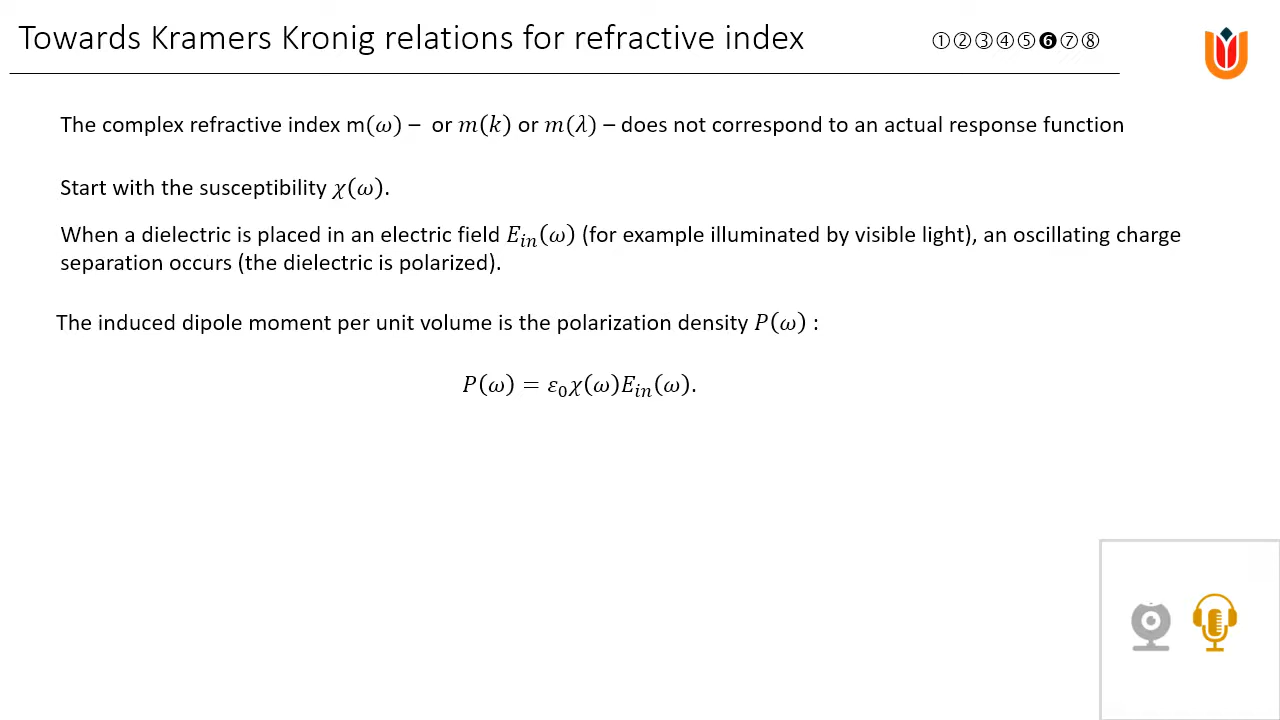 Towards Kramers Kronig relations for refractive index
①②③④⑤❻⑦⑧
The complex refractive index m(𝜔) – or 𝑚(𝑘) or 𝑚(𝜆) – does not correspond to an actual response function
Start with the susceptibility 𝜒(𝜔).
When a dielectric is placed in an electric field 𝐸𝑖𝑛(𝜔) (for example illuminated by visible light), an oscillating charge
separation occurs (the dielectric is polarized).
The induced dipole moment per unit volume is the polarization density 𝑃(𝜔) :
𝑃(𝜔) = 𝜀₀𝜒(𝜔)𝐸𝑖𝑛(𝜔).